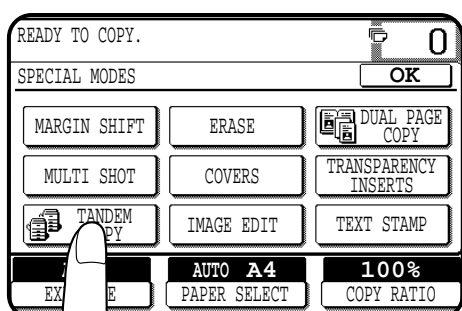 READY TO COPY.
0
SPECIAL MODES
OK
MARGIN SHIFT
ERASE
DUAL PAGE
COPY
MULTI SHOT
COVERS
TRANSPARENCY
INSERTS
TANDEM
IMAGE EDIT
TEXT STAMP
AUTO A4
100%
PAPER SELECT
COPY RATIO